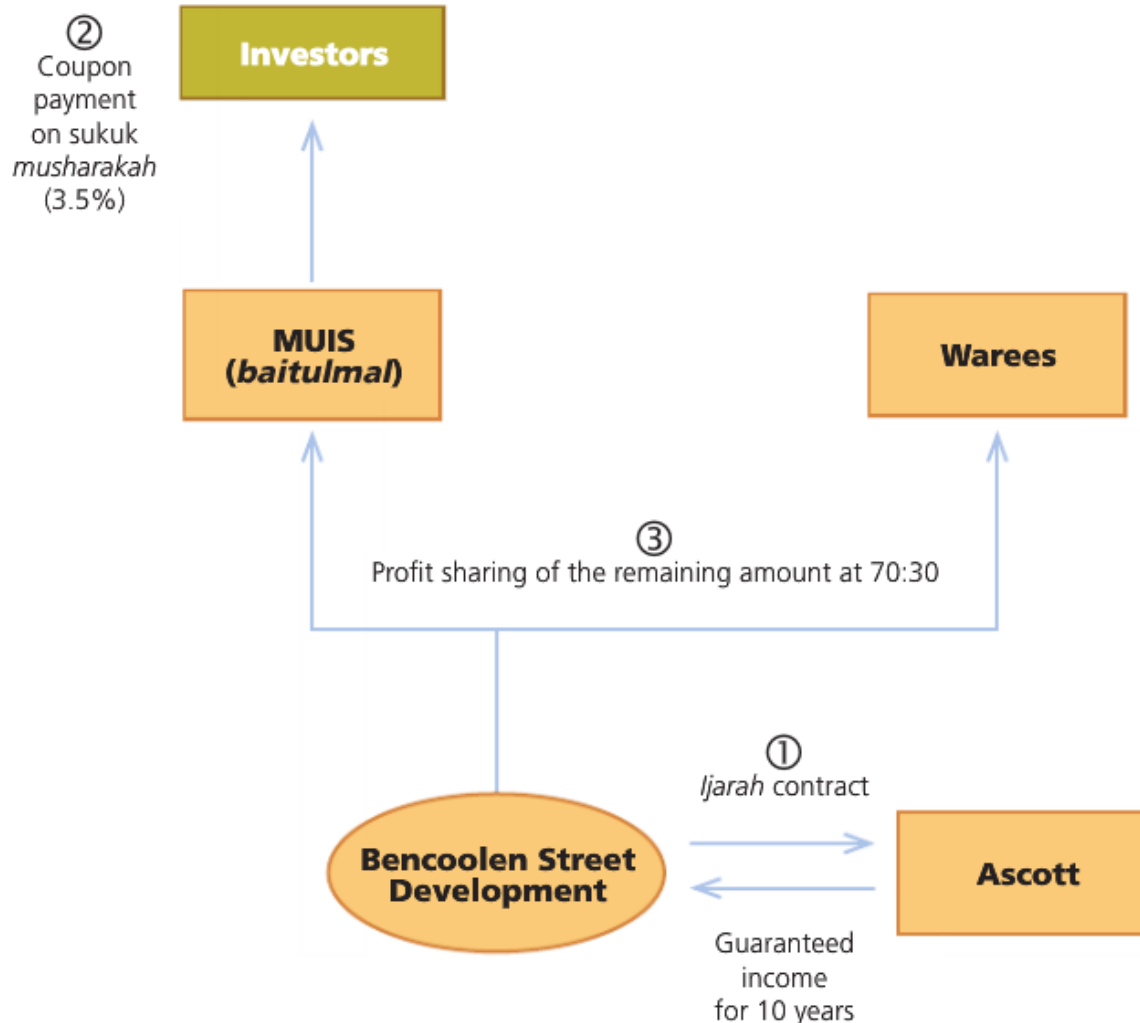 ②
Coupon
payment
on sukuk
musharakah
(3.5%)
Investors
MUIS
(baitulmal)
Warees
③
Profit sharing of the remaining amount at 70:30
①
Ijarah contract
Bencoolen Street
Development
Ascott
Guaranteed
income
for 10 years